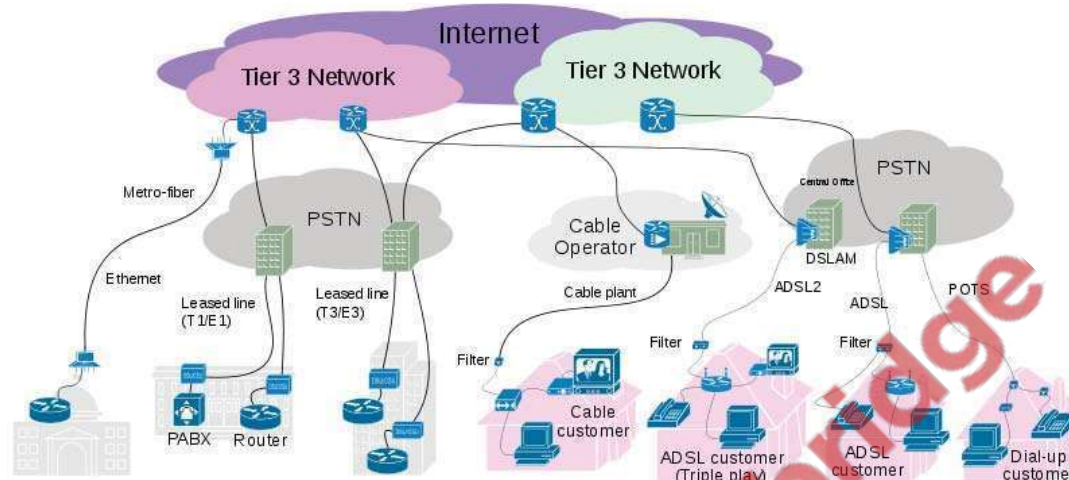 Internet
Tier 3 Network
Tier 3 Network
Metro-fiber
PSTN
Central Office
PSTN
Cable
Operator
DSLAM
Ethernet
Leased line
(T1/E1)
Leased line
(T3/E3)
Cable plant
ADSL2
ADSL
POTS
Filter
Filter
Filter
PABX
Router
Cable
customer
ADSL customer
(Triple play)
ADSL
customer
Dial-up
custome